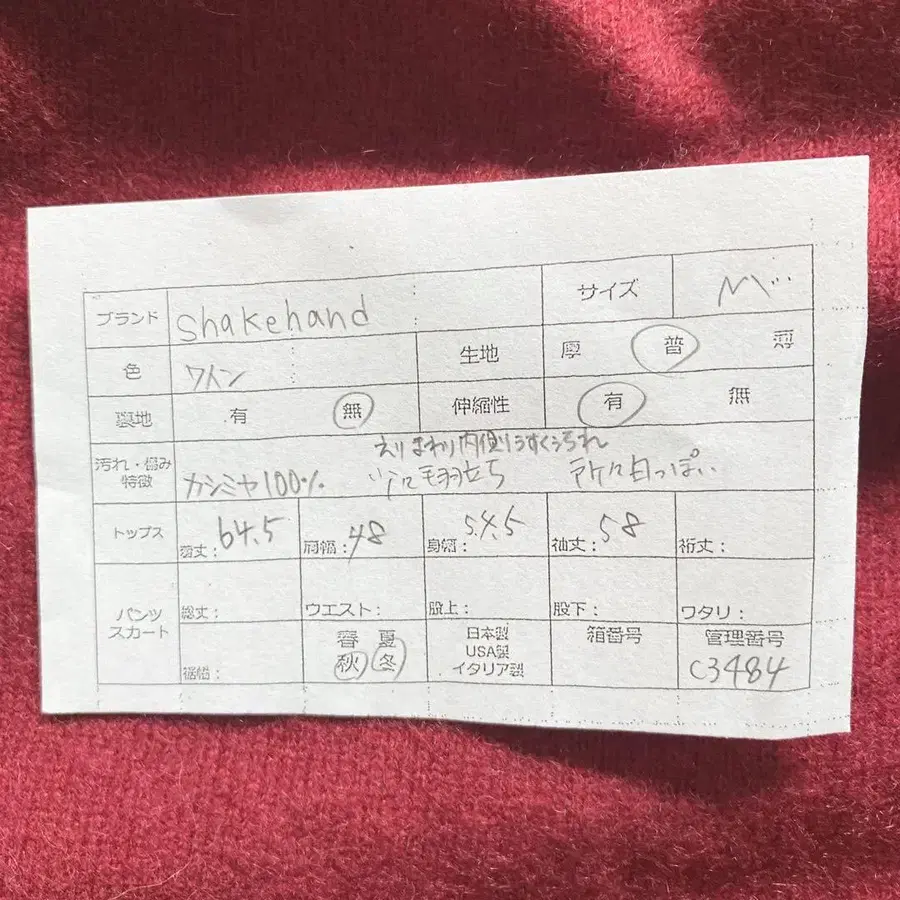 ブランド shakehand サイズ M
色 ワイン 生地 厚 普 薄
裏地 有 無 伸縮性 有 無
えりまわり内側うすく汚れ
汚れ・傷み カシミヤ100% 毛羽立ち 所々白っぽい
特徴
トップス 着丈: 64.5 肩幅: 48 身幅: 54.5 袖丈: 58 裄丈:
パンツ 総丈: ウエスト: 股上: 股下: ワタリ:
スカート
裾幅: 春 夏 日本製 箱番号 管理番号
秋 冬 USA製 C3484
イタリア製